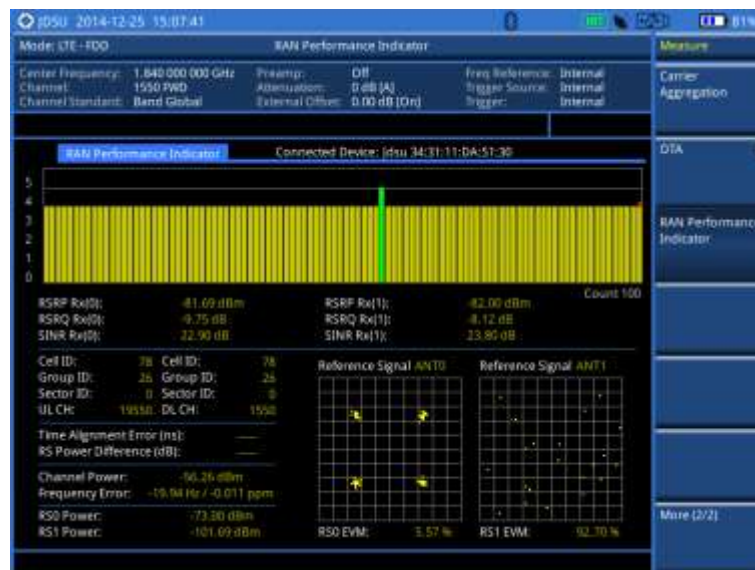 JDSU 2014-12-25 15:07:41
81%
Mode: LTE - FDD RAN Performance Indicator Measure
Center Frequency: 1.840 000 000 GHz Preamp: Off Freq Reference: Internal
Channel: 1550 FWD Attenuation: 0 dB [A] Trigger Source: Internal
Channel Standard: Band Global External Offset: 0.00 dB [On] Trigger: Internal
Carrier
Aggregation
OTA
RAN Performance Indicator Connected Device: Jdsu 34:31:11:DA:51:30
5
4
3
2
1
0
RAN Performanc
Indicator
Count 100
RSRP Rx(0): -81.69 dBm RSRP Rx(1): -82.00 dBm
RSRQ Rx(0): -9.75 dB RSRQ Rx(1): -8.12 dB
SINR Rx(0): 22.90 dB SINR Rx(1): 23.80 dB
Cell ID: 78 Cell ID: 78
Group ID: 26 Group ID: 26
Sector ID: 0 Sector ID: 0
UL CH: 19550 DL CH: 1550
Reference Signal ANT0 Reference Signal ANT1
Time Alignment Error (ns): ----
RS Power Difference (dB): ----
Channel Power: -56.26 dBm
Frequency Error: -19.94 Hz / -0.011 ppm
RS0 Power: -73.80 dBm
RS1 Power: -101.69 dBm
RS0 EVM: 5.57 % RS1 EVM: 92.70 %
More (2/2)